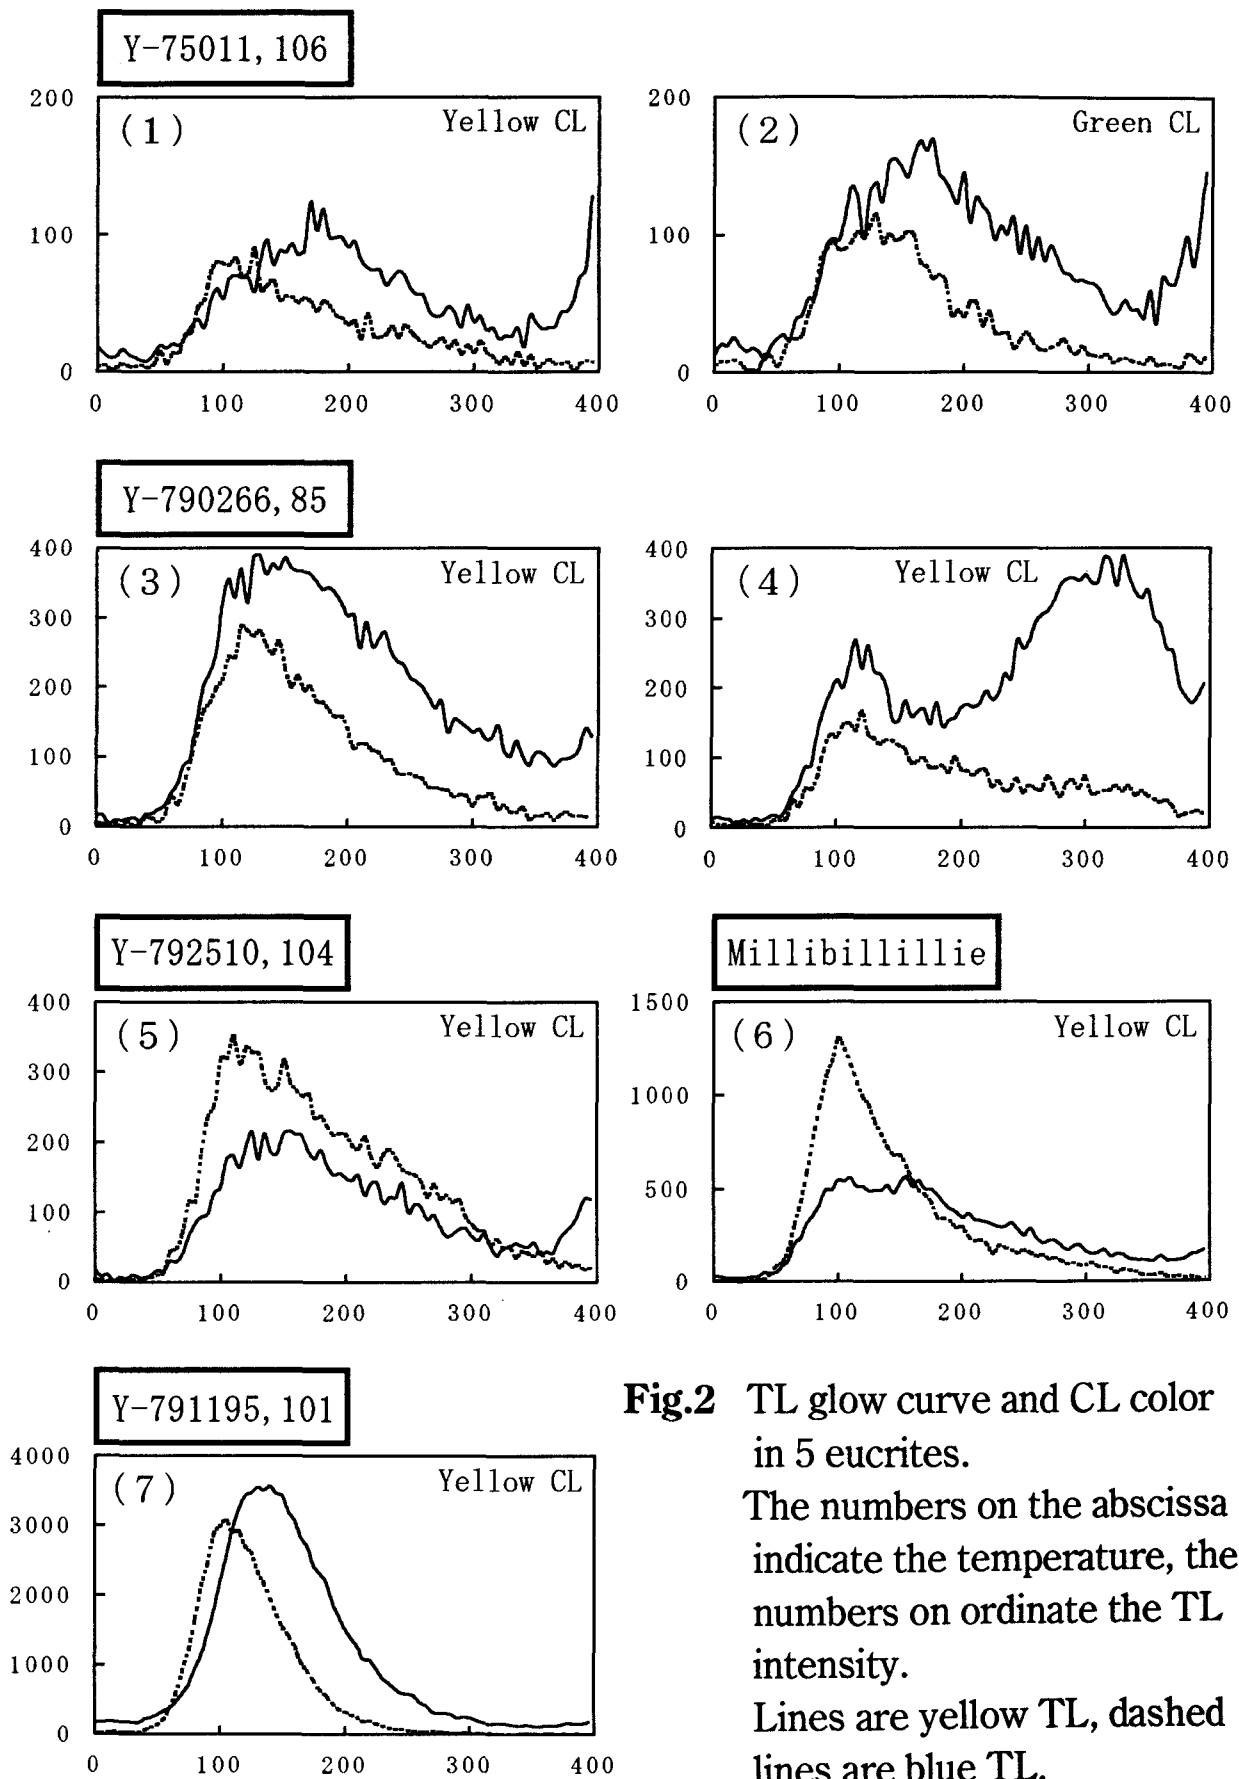 Y-75011,106
200
(1)
Yellow CL
100
0
0 100 200 300 400
200
(2)
Green CL
100
0
0 100 200 300 400
Y-790266,85
400
(3)
Yellow CL
300
200
100
0
0 100 200 300 400
400
(4)
Yellow CL
300
200
100
0
0 100 200 300 400
Y-792510,104
400
(5)
Yellow CL
300
200
100
0
0 100 200 300 400
Millibillillie
1500
(6)
Yellow CL
1000
500
0
0 100 200 300 400
Y-791195,101
4000
(7)
Yellow CL
3000
2000
1000
0
0 100 200 300 400
Fig.2 TL glow curve and CL color
in 5 eucrites.
The numbers on the abscissa
indicate the temperature, the
numbers on ordinate the TL
intensity.
Lines are yellow TL, dashed
lines are blue TL.